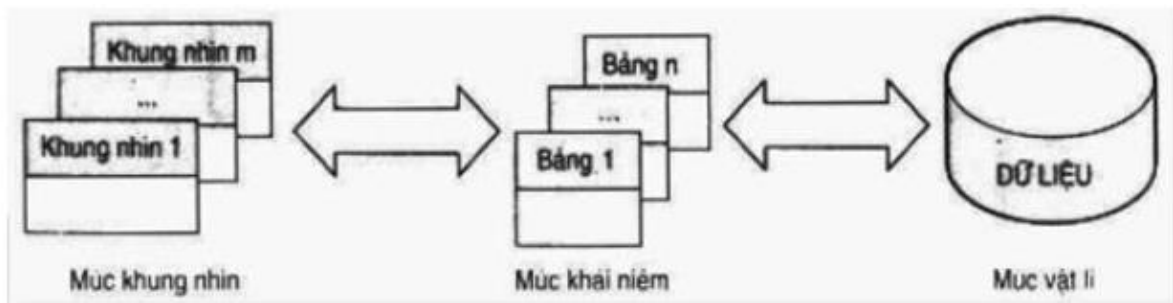 Khung nhìn m
...
Khung nhìn 1
Mức khung nhìn
Bảng n
...
Bảng 1
Mức khái niệm
DỮ LIỆU
Mức vật lí